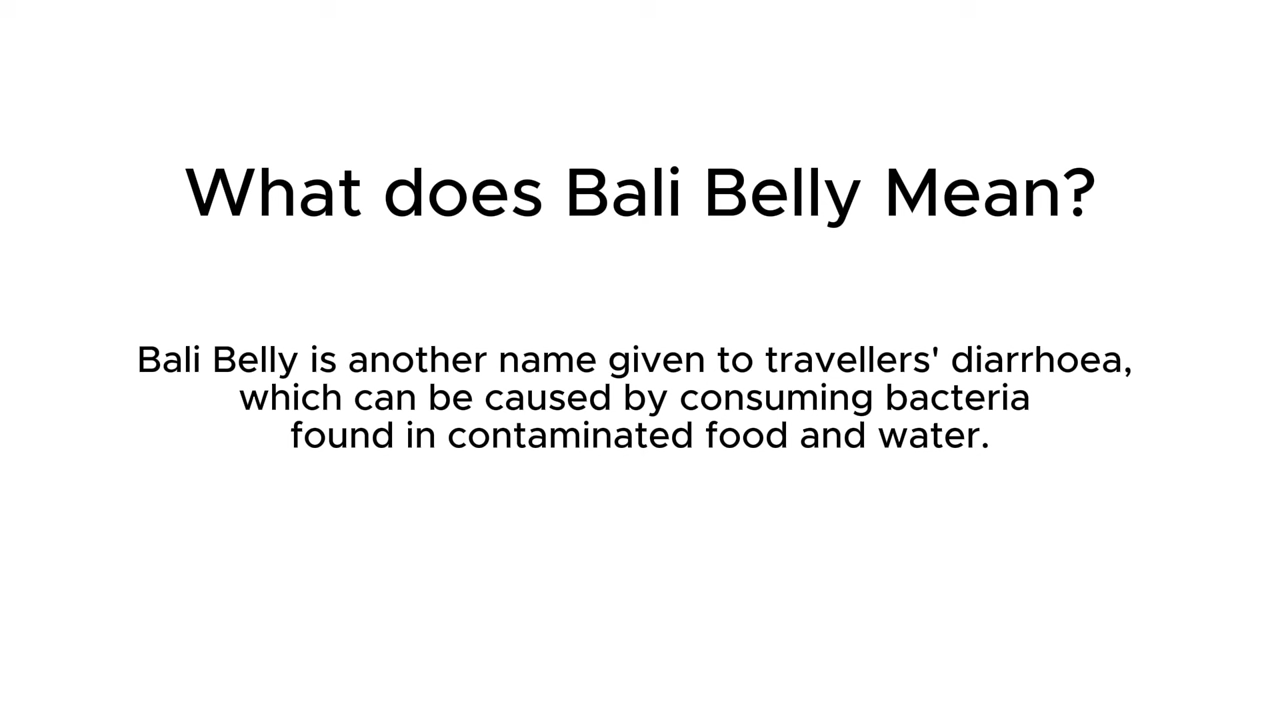 What does Bali Belly Mean?
Bali Belly is another name given to travellers' diarrhoea,
which can be caused by consuming bacteria
found in contaminated food and water.